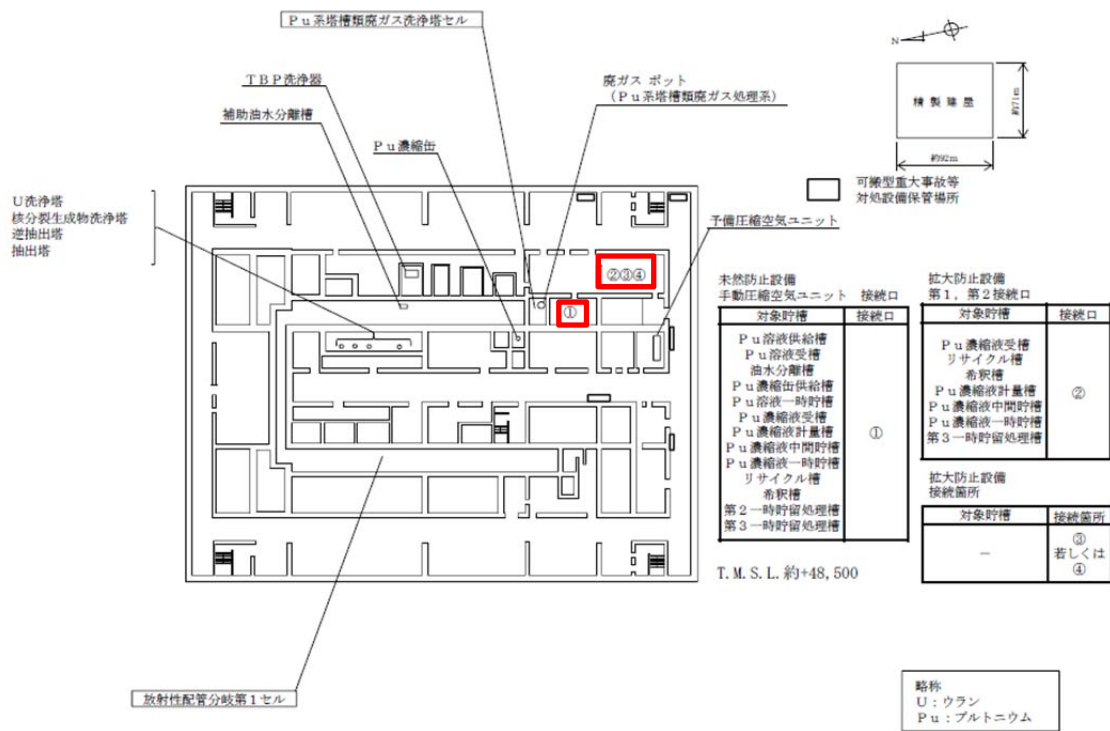 Ｐｕ系塔槽類廃ガス洗浄塔セル
ＴＢＰ洗浄器
補助油水分離槽
Ｐｕ濃縮缶
廃ガス ポット
（Ｐｕ系塔槽類廃ガス処理系）
N
精製建屋
約71m
約92m
可搬型重大事故等
対処設備保管場所
Ｕ洗浄塔
核分裂生成物洗浄塔
逆抽出塔
抽出塔
予備圧縮空気ユニット
②③④
①
未然防止設備
手動圧縮空気ユニット 接続口
対象貯槽 接続口
Ｐｕ溶液供給槽
Ｐｕ溶液受槽
油水分離槽
Ｐｕ濃縮缶供給槽
Ｐｕ溶液一時貯槽
Ｐｕ濃縮液受槽
Ｐｕ濃縮液計量槽
Ｐｕ濃縮液中間貯槽
Ｐｕ濃縮液一時貯槽
リサイクル槽
希釈槽
第２一時貯留処理槽
第３一時貯留処理槽
①
拡大防止設備
第１，第２接続口
対象貯槽 接続口
Ｐｕ濃縮液受槽
リサイクル槽
希釈槽
Ｐｕ濃縮液計量槽
Ｐｕ濃縮液中間貯槽
Ｐｕ濃縮液一時貯槽
第３一時貯留処理槽
②
拡大防止設備
接続箇所
対象貯槽 接続箇所
－
③
若しくは
④
T.M.S.L.約+48,500
放射性配管分岐第１セル
略称
Ｕ：ウラン
Ｐｕ：プルトニウム